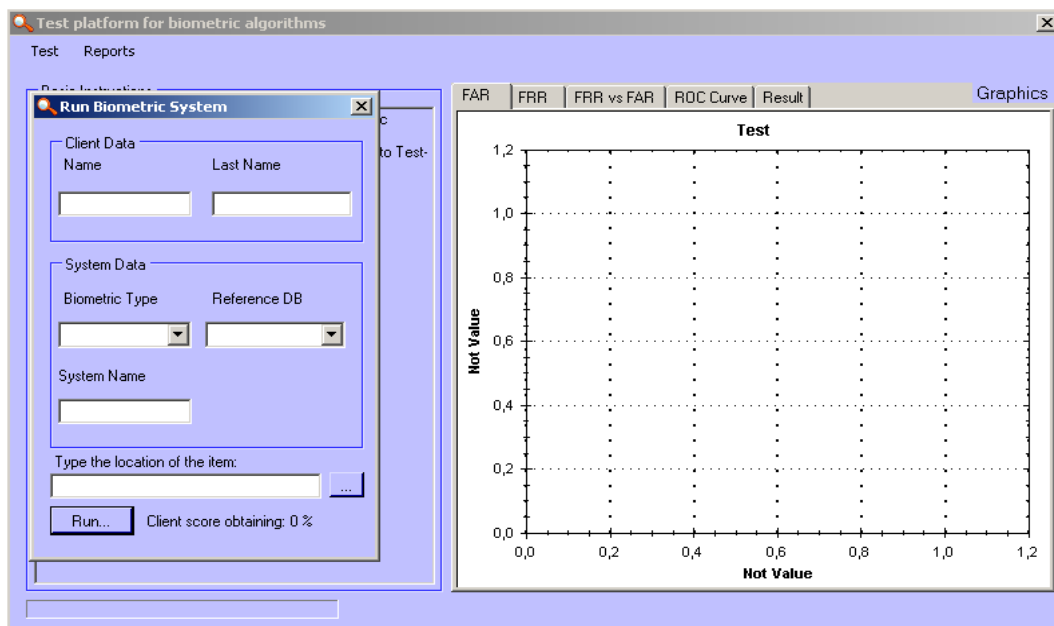 Test platform for biometric algorithms
Test Reports
Basic Instructions
to Test-
Run Biometric System
Client Data
Name Last Name
System Data
Biometric Type Reference DB
System Name
Type the location of the item:
...
Run... Client score obtaining: 0 %
FAR FRR FRR vs FAR ROC Curve Result Graphics
Test
1,2
1,0
0,8
0,6
0,4
0,2
0,0
Not Value
0,0 0,2 0,4 0,6 0,8 1,0 1,2
Not Value